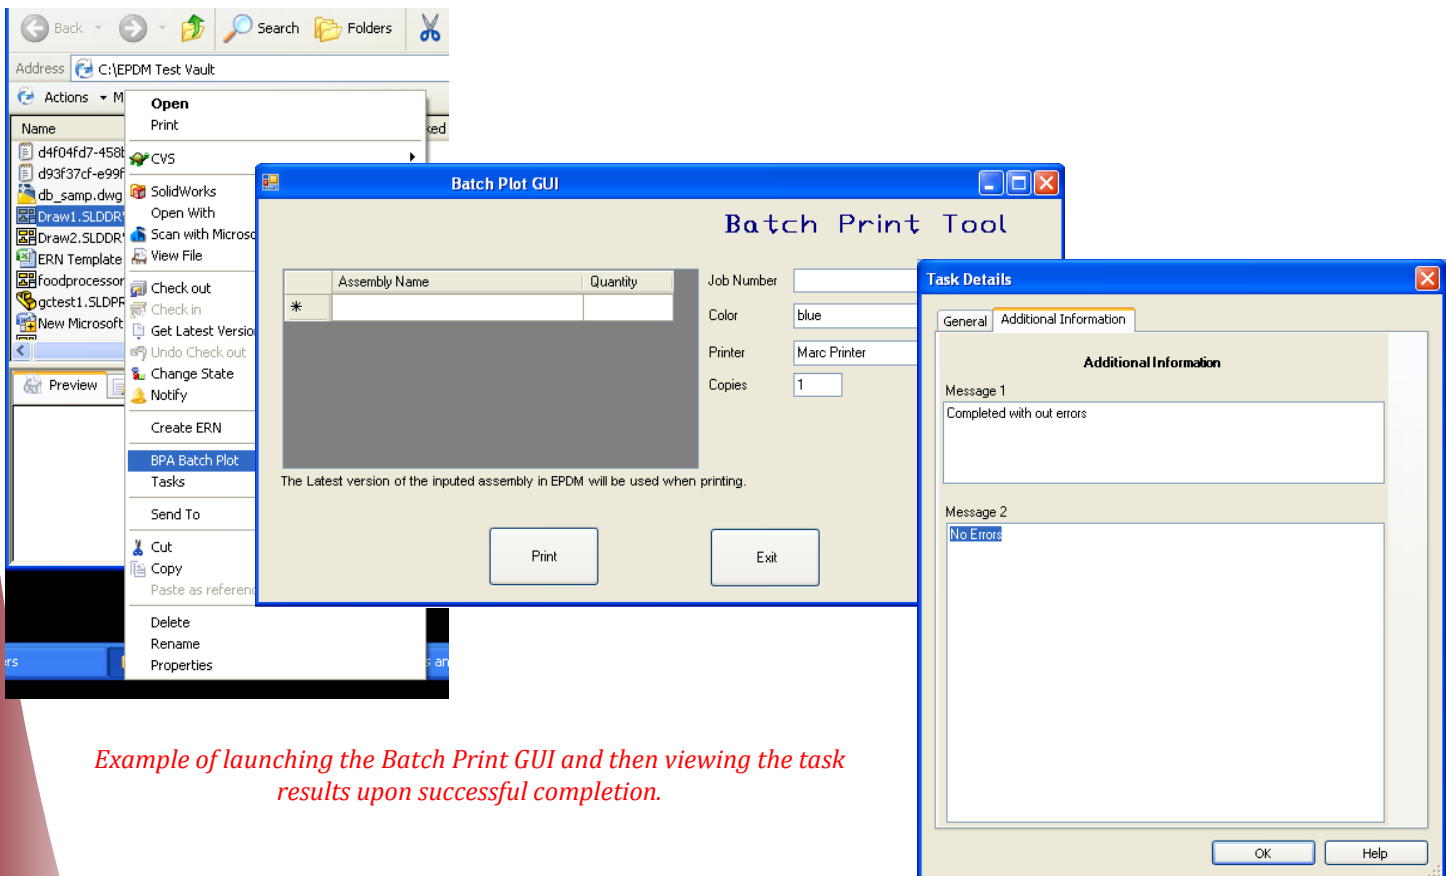 Back
Search
Folders
Address
C:\EPDM Test Vault
Actions
M
Name
ked
d4f04fd7-458b
d93f37cf-e99f
db_samp.dwg
Draw1.SLDDR
Draw2.SLDDR
ERN Template
foodprocessor
gctest1.SLDPR
New Microsoft
Preview
ers
s an
Open
Print
CVS
SolidWorks
Open With
Scan with Microso
View File
Check out
Check in
Get Latest Versio
Undo Check out
Change State
Notify
Create ERN
BPA Batch Plot
Tasks
Send To
Cut
Copy
Paste as referenc
Delete
Rename
Properties
Batch Plot GUI
Batch Print Tool
Assembly Name
Quantity
Job Number
Color
blue
Printer
Marc Printer
Copies
1
The Latest version of the inputed assembly in EPDM will be used when printing.
Print
Exit
Task Details
General
Additional Information
Additional Information
Message 1
Completed with out errors
Message 2
No Errors
OK
Help
Example of launching the Batch Print GUI and then viewing the task
results upon successful completion.